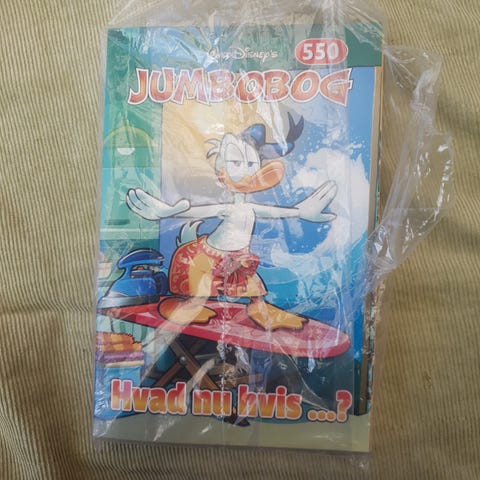 Walt Disney's
550
JUMBOBOG
Hvad nu hvis ...?